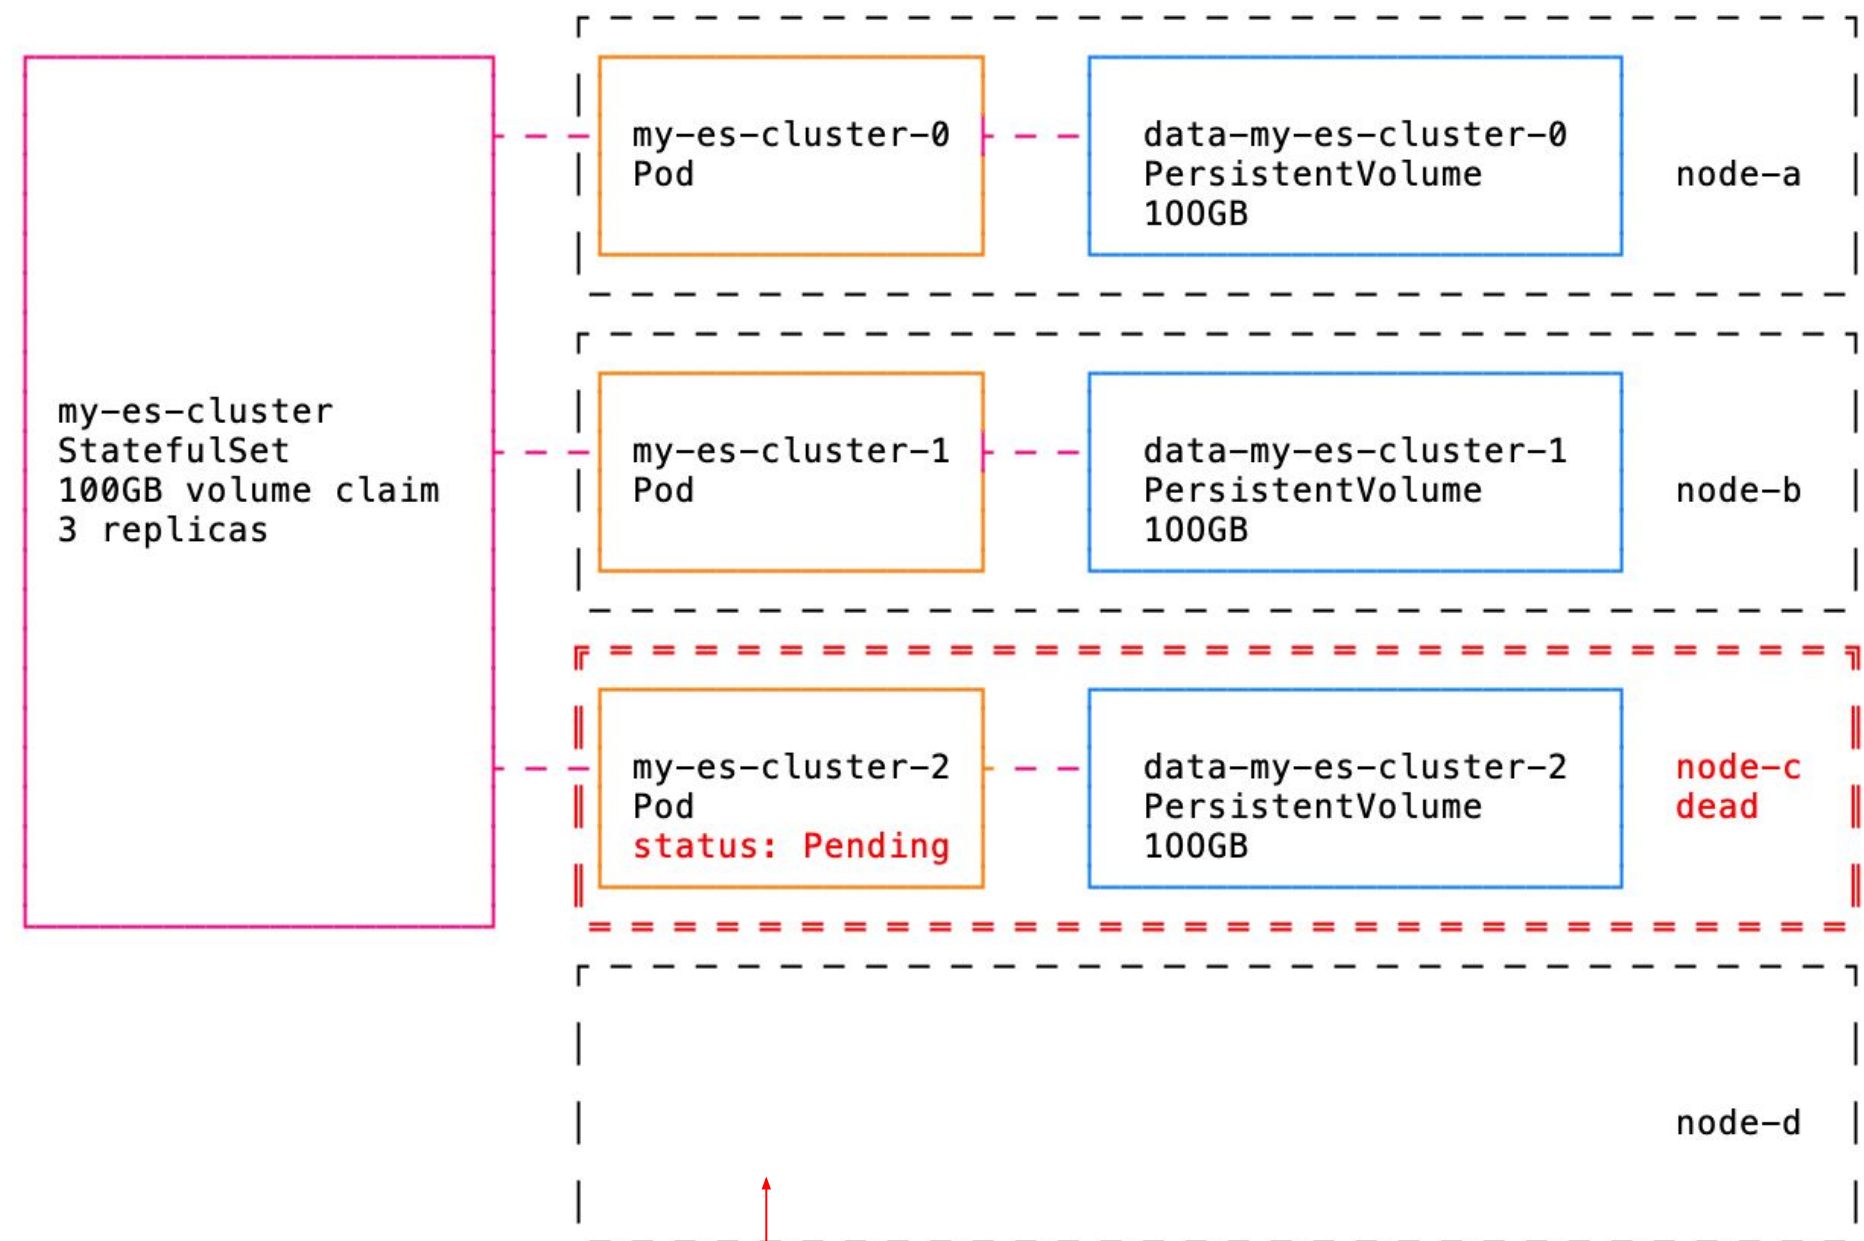 my-es-cluster-0
Pod
data-my-es-cluster-0
PersistentVolume
100GB
node-a
my-es-cluster
StatefulSet
100GB volume claim
3 replicas
my-es-cluster-1
Pod
data-my-es-cluster-1
PersistentVolume
100GB
node-b
my-es-cluster-2
Pod
status: Pending
data-my-es-cluster-2
PersistentVolume
100GB
node-c
dead
node-d